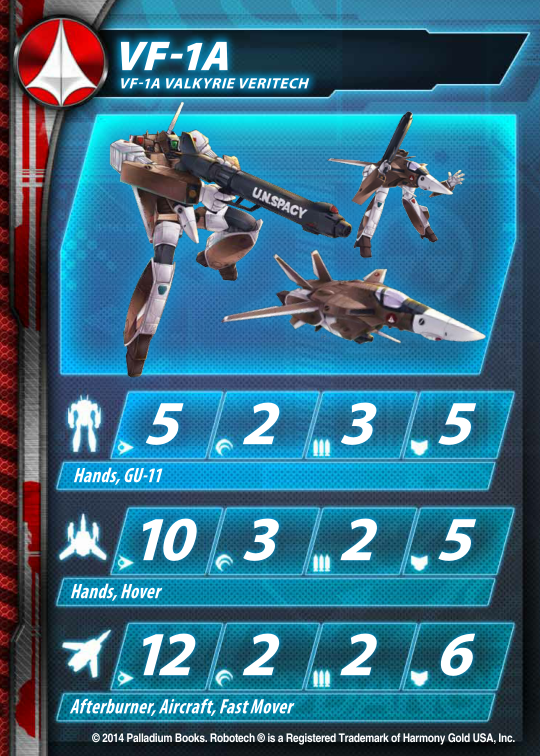 VF-1A
VF-1A VALKYRIE VERITECH
U.N.SPACY
5 2 3 5
Hands, GU-11
10 3 2 5
Hands, Hover
12 2 2 6
Afterburner, Aircraft, Fast Mover
© 2014 Palladium Books. Robotech ® is a Registered Trademark of Harmony Gold USA, Inc.